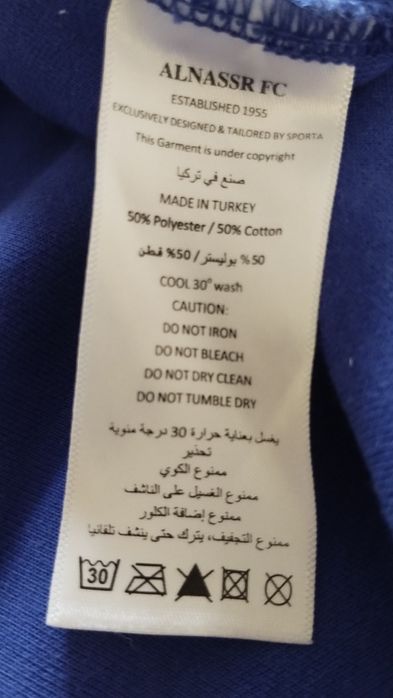 ALNASSR FC
ESTABLISHED 1955
EXCLUSIVELY DESIGNED & TAILORED BY SPORTA
This Garment is under copyright
صنع في تركيا
MADE IN TURKEY
50% Polyester / 50% Cotton
50% بوليستر / 50% قطن
COOL 30° wash
CAUTION:
DO NOT IRON
DO NOT BLEACH
DO NOT DRY CLEAN
DO NOT TUMBLE DRY
يغسل بعناية حرارة 30 درجة مئوية
تحذير
ممنوع الكوي
ممنوع الغسيل على الناشف
ممنوع إضافة الكلور
ممنوع التجفيف، يترك حتى ينشف تلقائيا
30